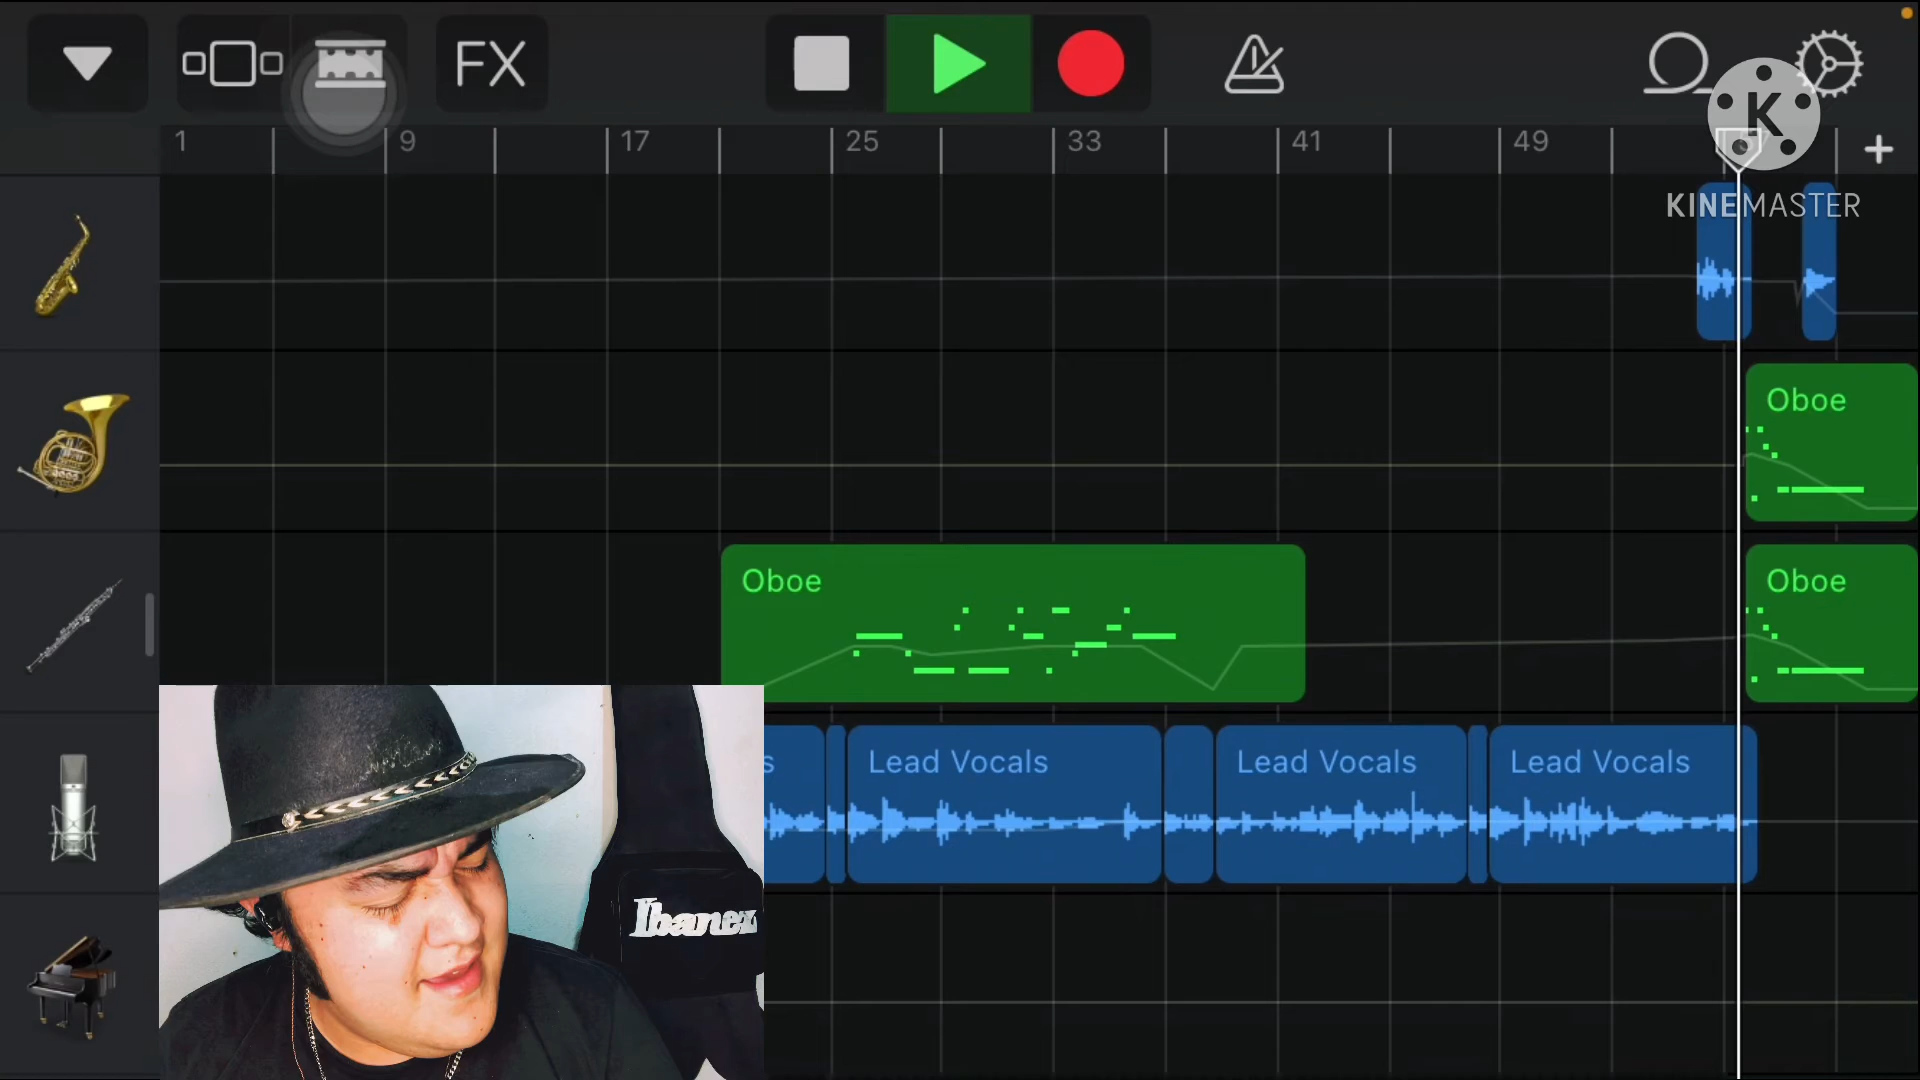 FX
1 9 17 25 33 41 49
K
KINEMASTER
Oboe
Oboe
Oboe
s
Lead Vocals
Lead Vocals
Lead Vocals
Ibanez